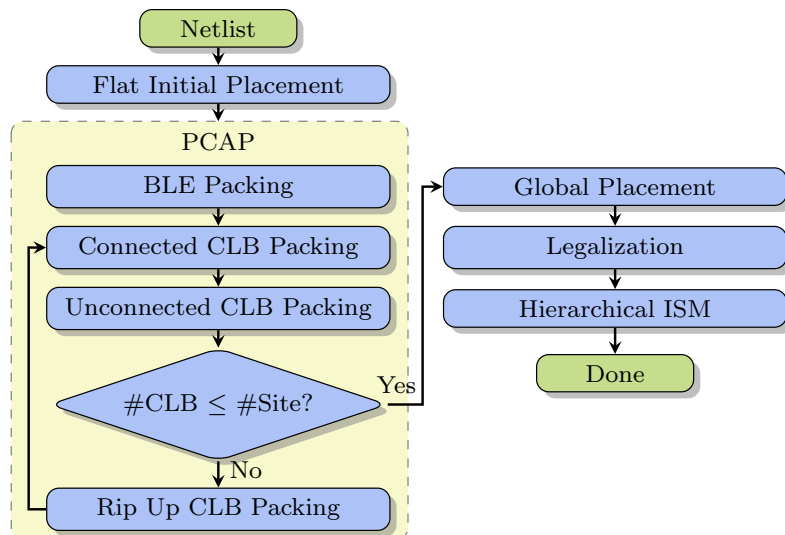 Netlist
Flat Initial Placement
PCAP
BLE Packing
Connected CLB Packing
Unconnected CLB Packing
#CLB ≤ #Site?
Yes
No
Rip Up CLB Packing
Global Placement
Legalization
Hierarchical ISM
Done